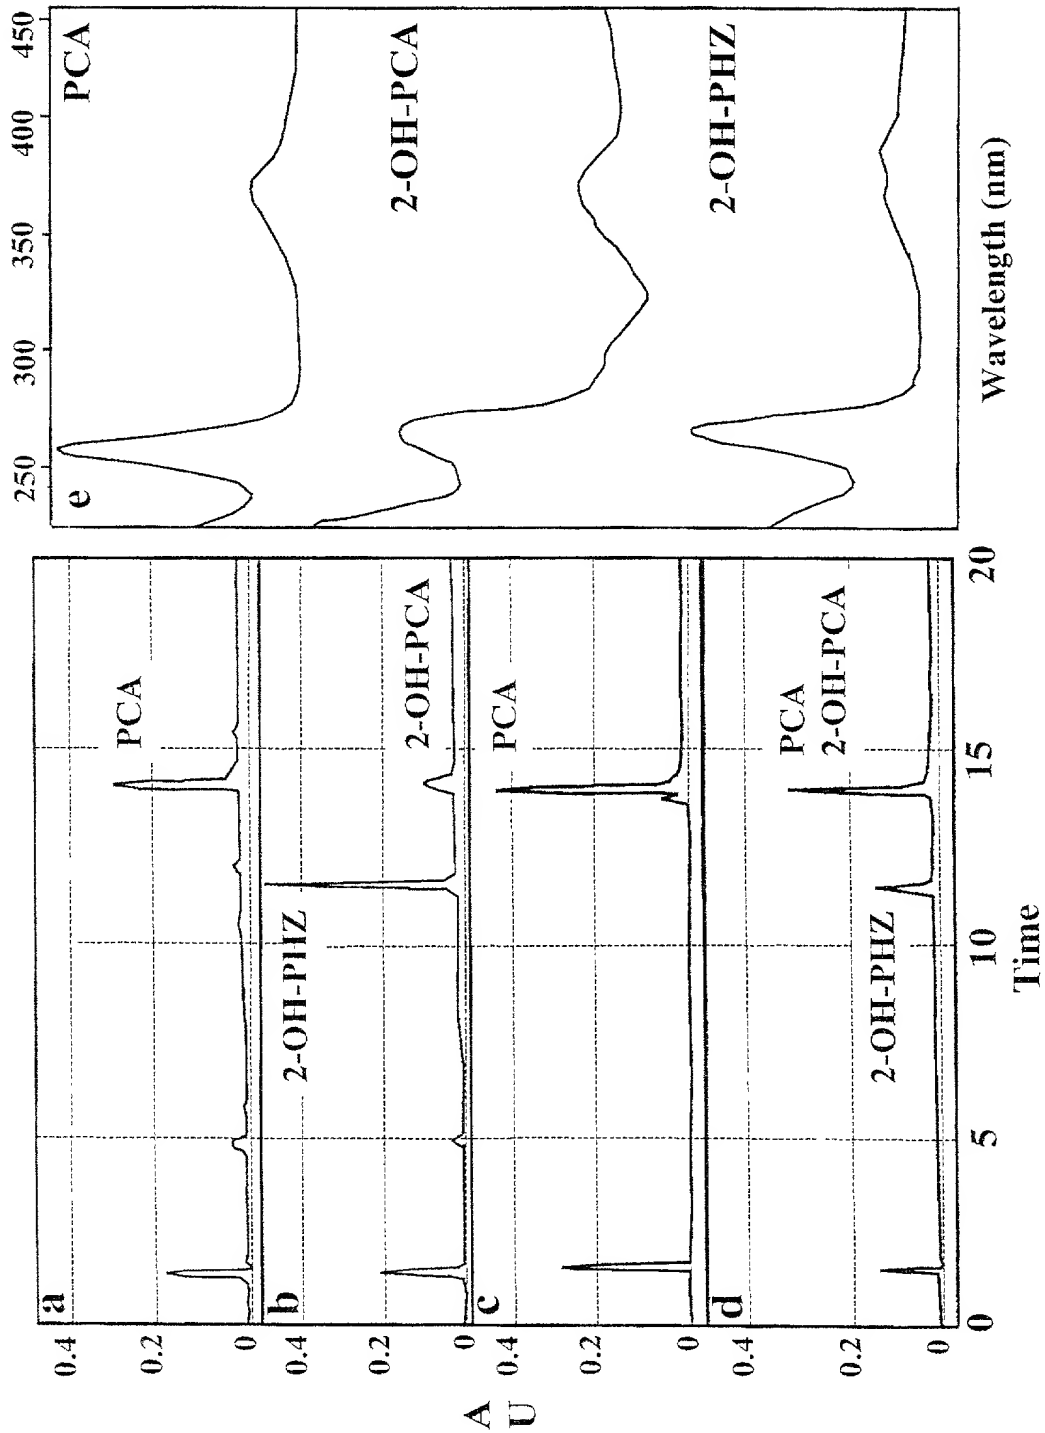 a
0.4
0.2
0
PCA
b
0.4
0.2
0
2-OH-PHZ
2-OH-PCA
c
0.4
0.2
0
PCA
d
0.4
0.2
0
2-OH-PHZ
PCA
2-OH-PCA
A
U
0 5 10 15 20
Time
e
250 300 350 400 450
PCA
2-OH-PCA
2-OH-PHZ
Wavelength (nm)